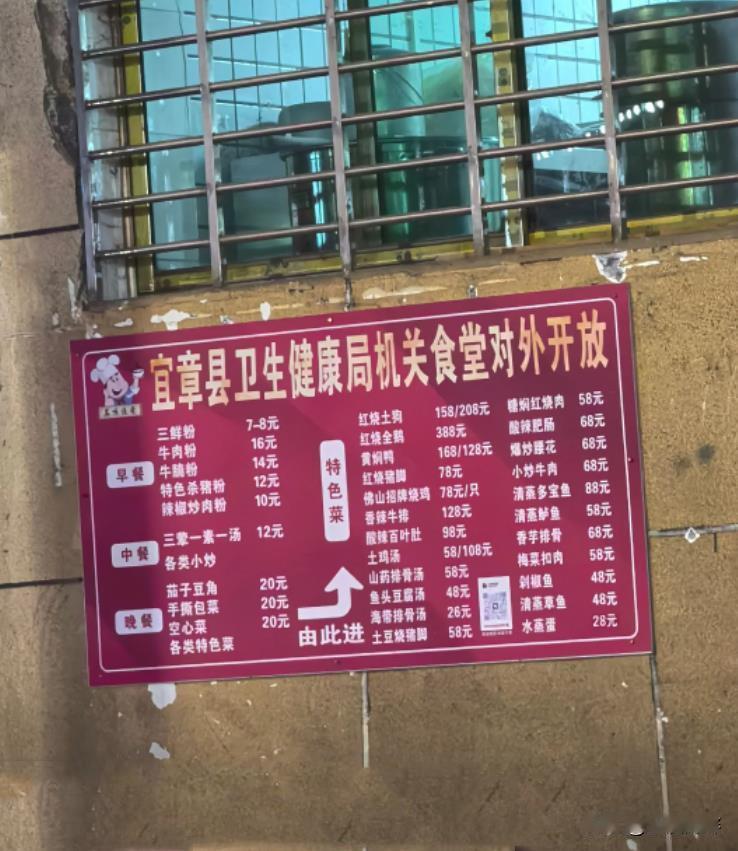 宜章县卫生健康局机关食堂对外开放
早餐
三鲜粉 7-8元
牛肉粉 16元
牛腩粉 14元
特色杀猪粉 12元
辣椒炒肉粉 10元
中餐
三荤一素一汤 12元
各类小炒
晚餐
茄子豆角 20元
手撕包菜 20元
空心菜 20元
各类特色菜
特色菜
由此进
红烧土狗 158/208元
红烧全鹅 388元
黄焖鸭 168/128元
红烧猪脚 78元
佛山招牌烧鸡 78元/只
香辣牛排 128元
酸辣百叶肚 98元
土鸡汤 58/108元
山药排骨汤 58元
鱼头豆腐汤 48元
海带排骨汤 26元
土豆烧猪脚 58元
糖焖红烧肉 58元
酸辣肥肠 68元
爆炒腰花 68元
小炒牛肉 68元
清蒸多宝鱼 88元
清蒸鲈鱼 58元
香芋排骨 68元
梅菜扣肉 58元
剁椒鱼 48元
清蒸草鱼 48元
水蒸蛋 28元